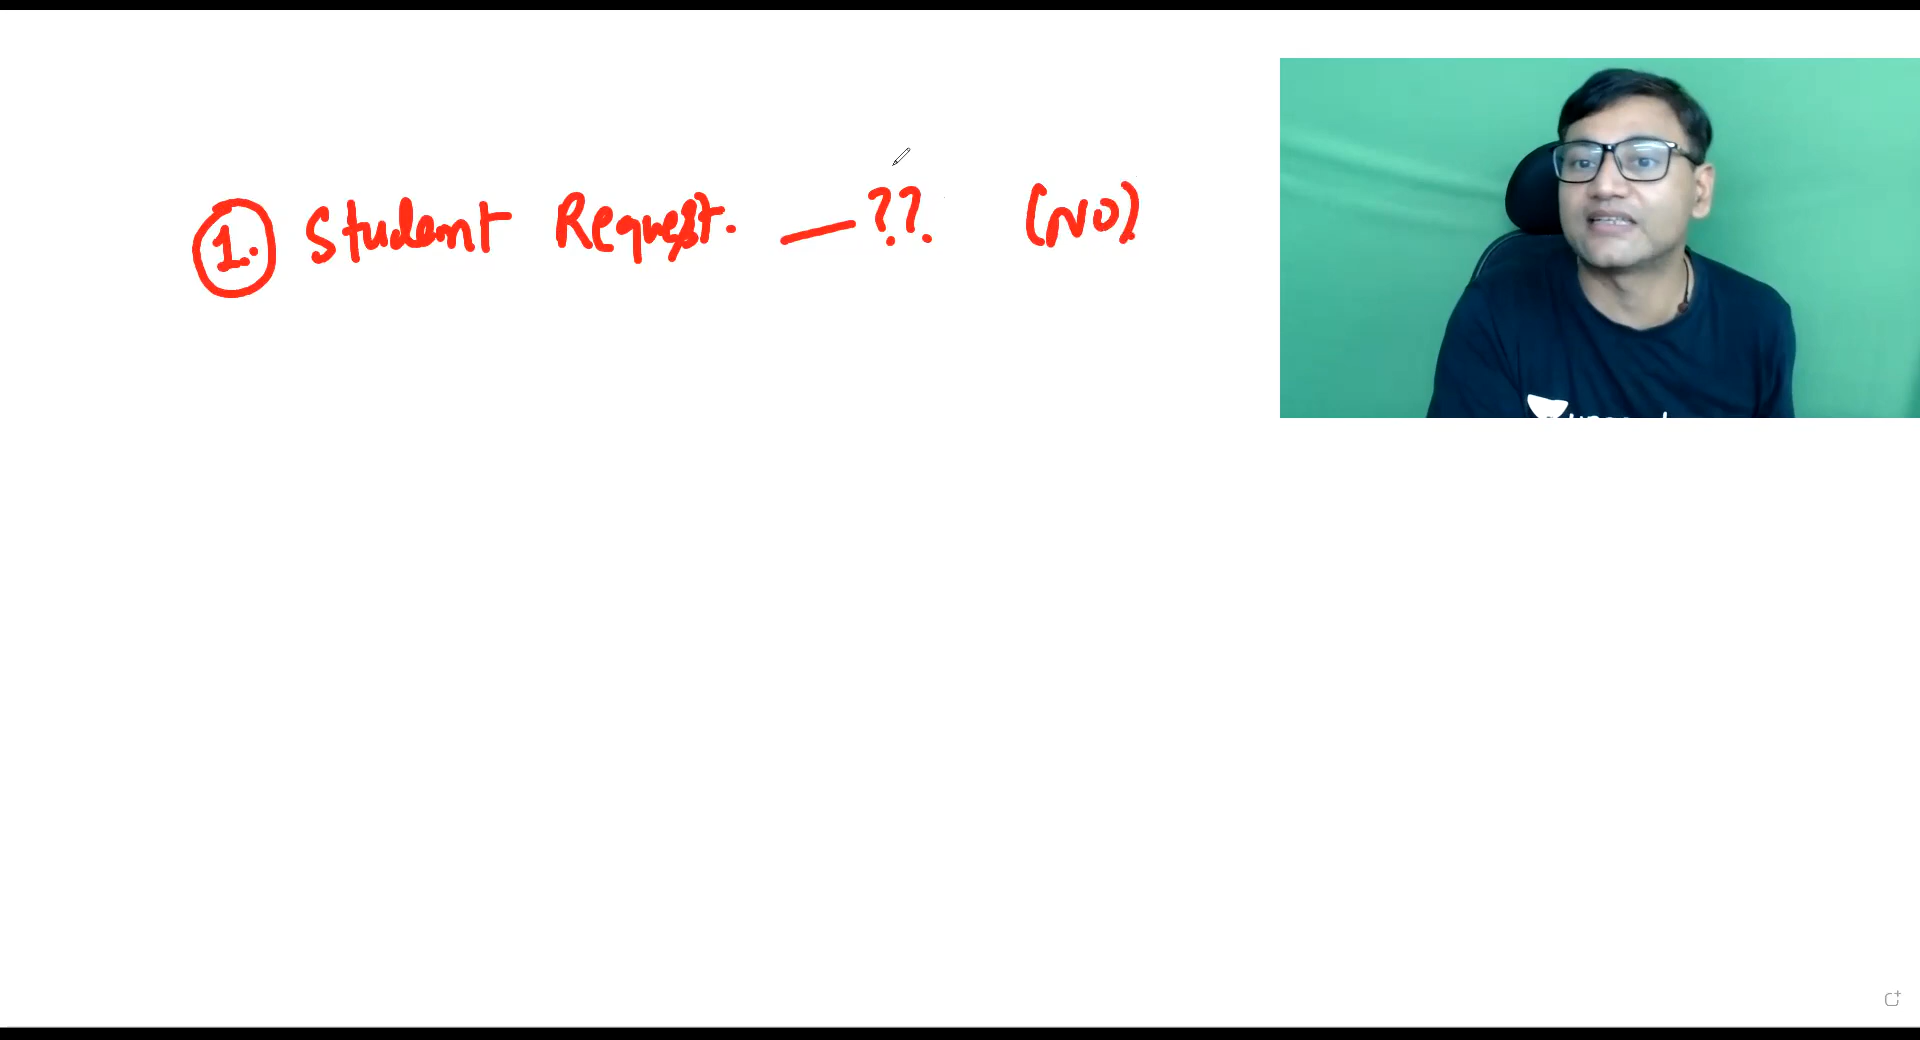 1. Student Request. — ??. (NO)